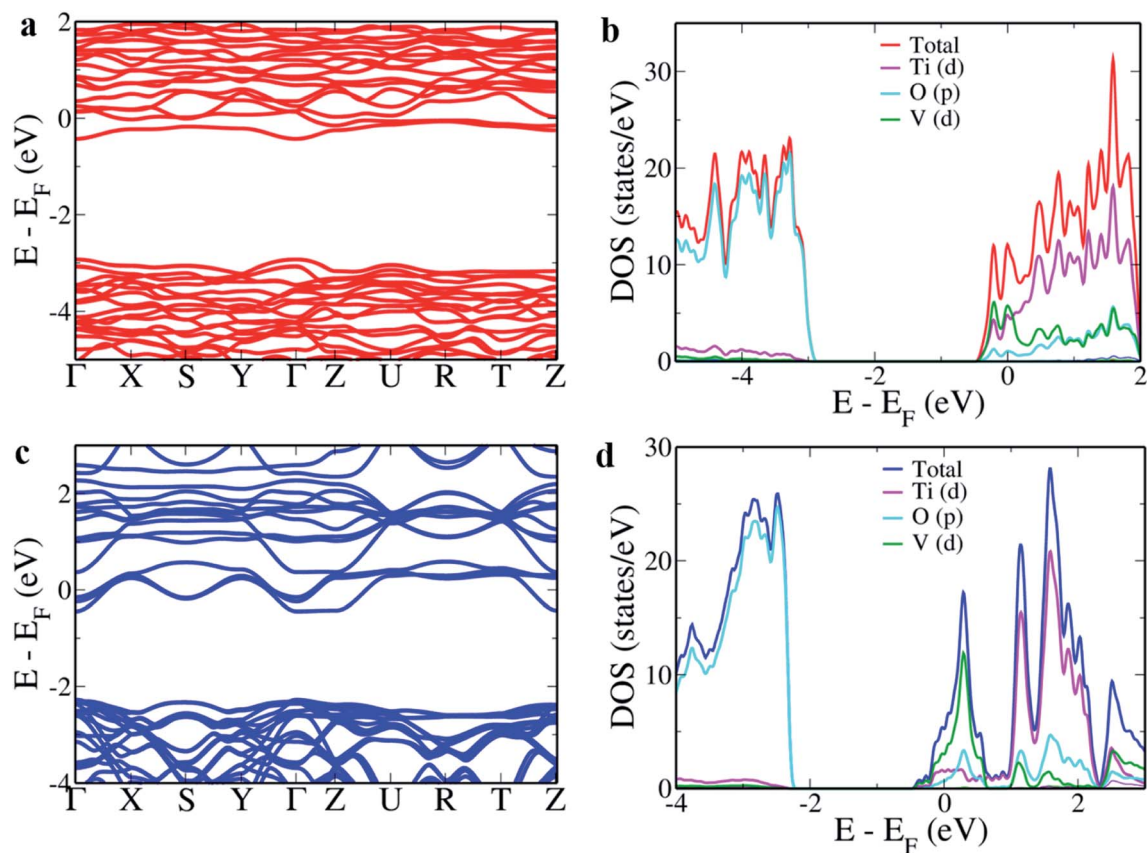 a
2
0
-2
-4
E - E_F (eV)
Γ X S Y Γ Z U R T Z
b
Total
Ti (d)
O (p)
V (d)
30
20
10
0
DOS (states/eV)
-4 -2 0 2
E - E_F (eV)
c
2
0
-2
-4
E - E_F (eV)
Γ X S Y Γ Z U R T Z
d
Total
Ti (d)
O (p)
V (d)
30
20
10
0
DOS (states/eV)
-4 -2 0 2
E - E_F (eV)